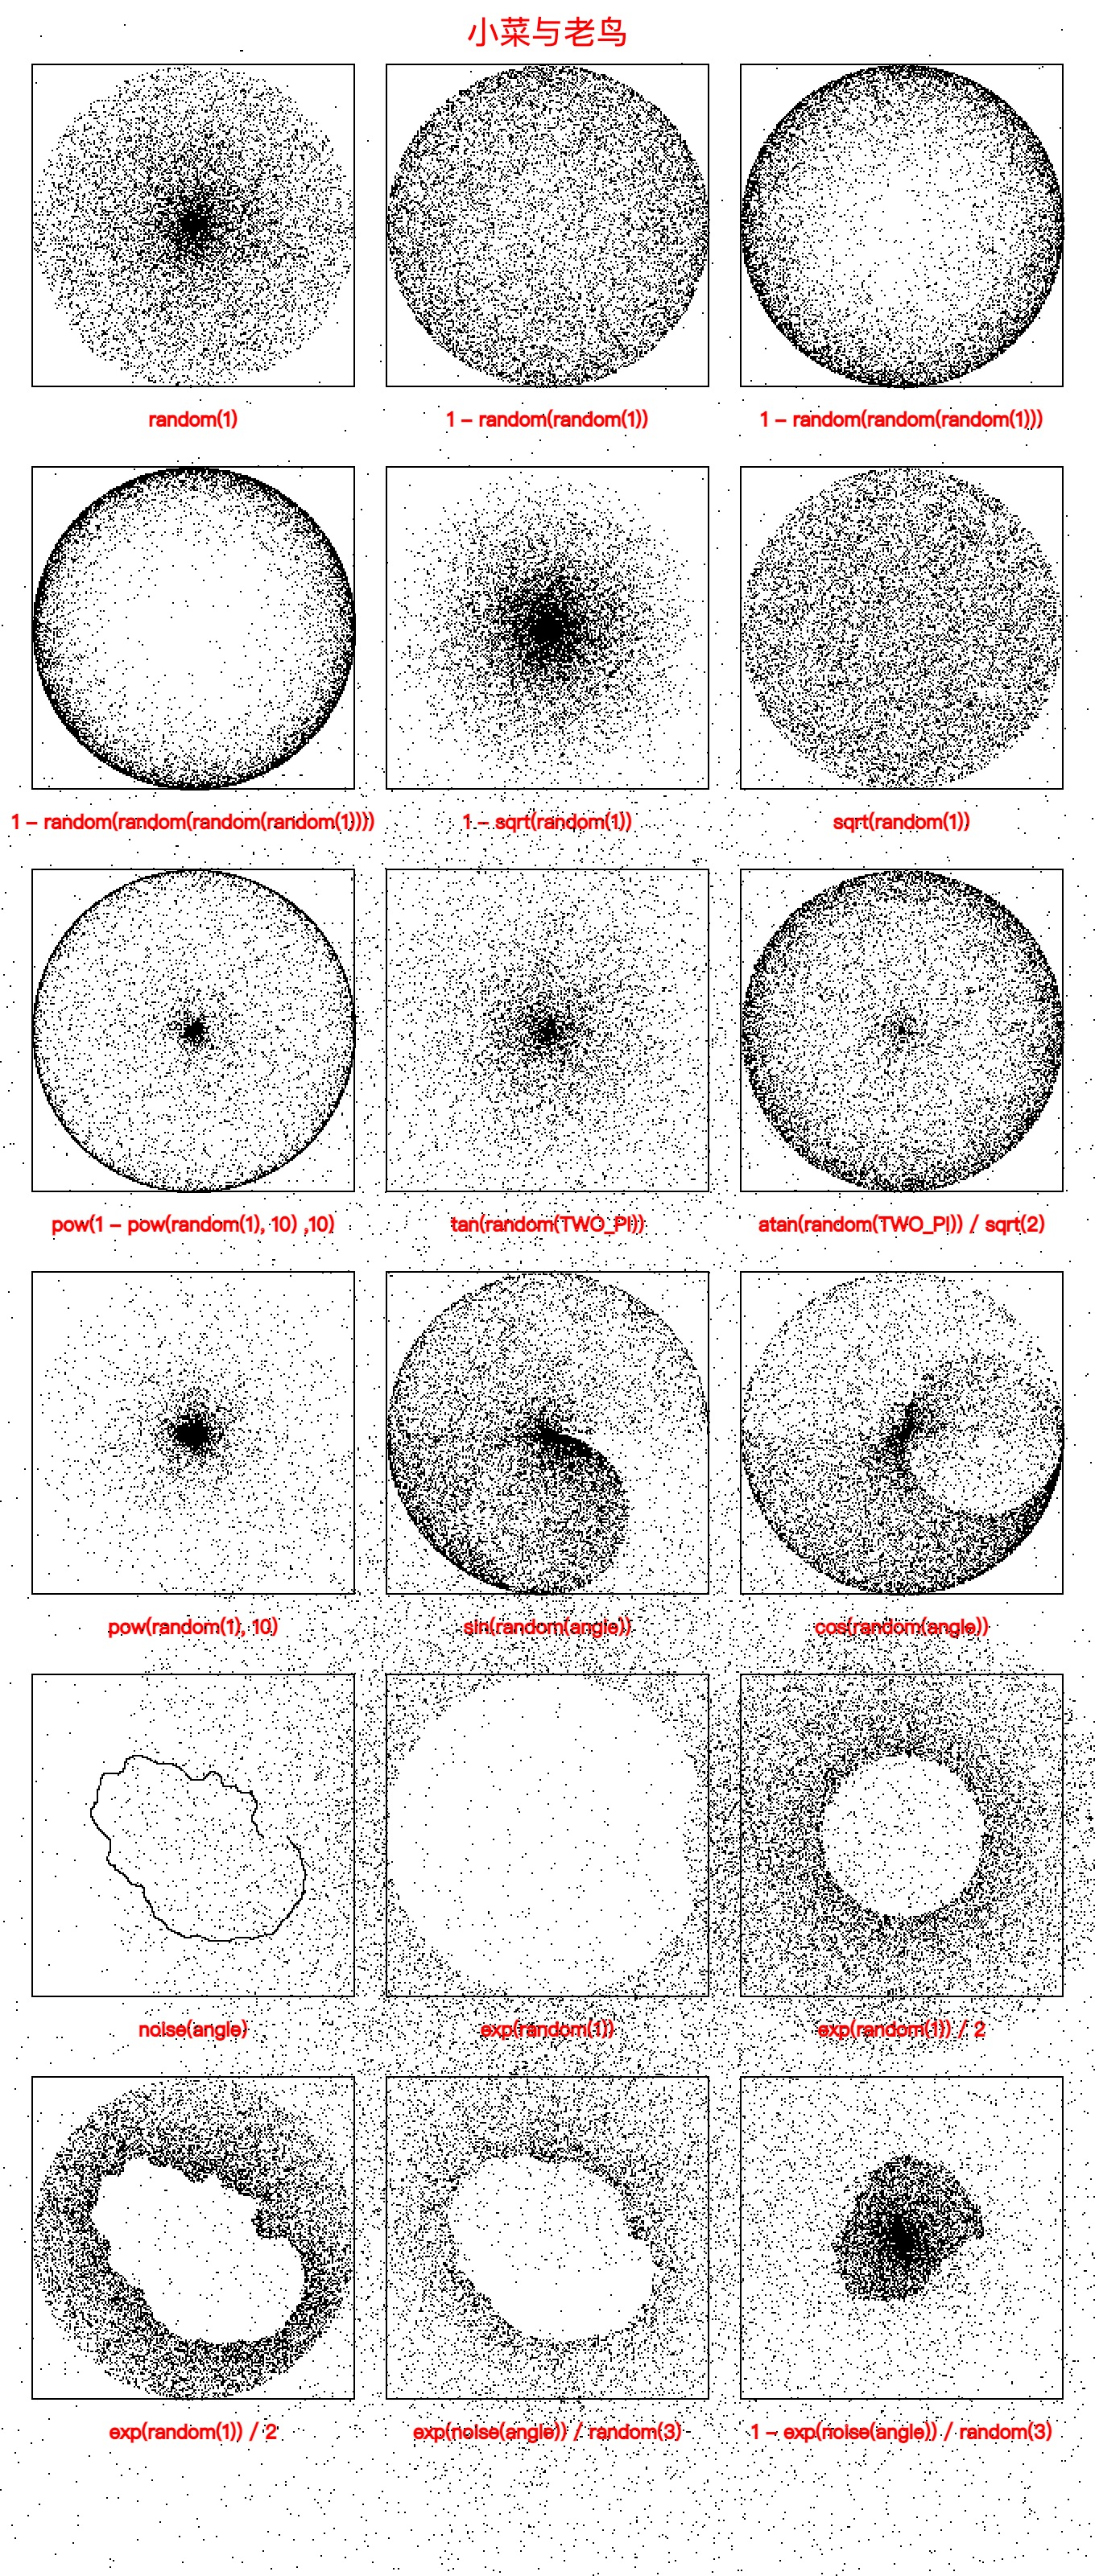 小菜与老鸟
random(1)
1 – random(random(1))
1 – random(random(random(1)))
1 – random(random(random(random(1))))
1 – sqrt(random(1))
sqrt(random(1))
pow(1 – pow(random(1), 10) ,10)
tan(random(TWO_PI))
atan(random(TWO_PI)) / sqrt(2)
pow(random(1), 10)
sin(random(angle))
cos(random(angle))
noise(angle)
exp(random(1))
exp(random(1)) / 2
exp(random(1)) / 2
exp(noise(angle)) / random(3)
1 – exp(noise(angle)) / random(3)